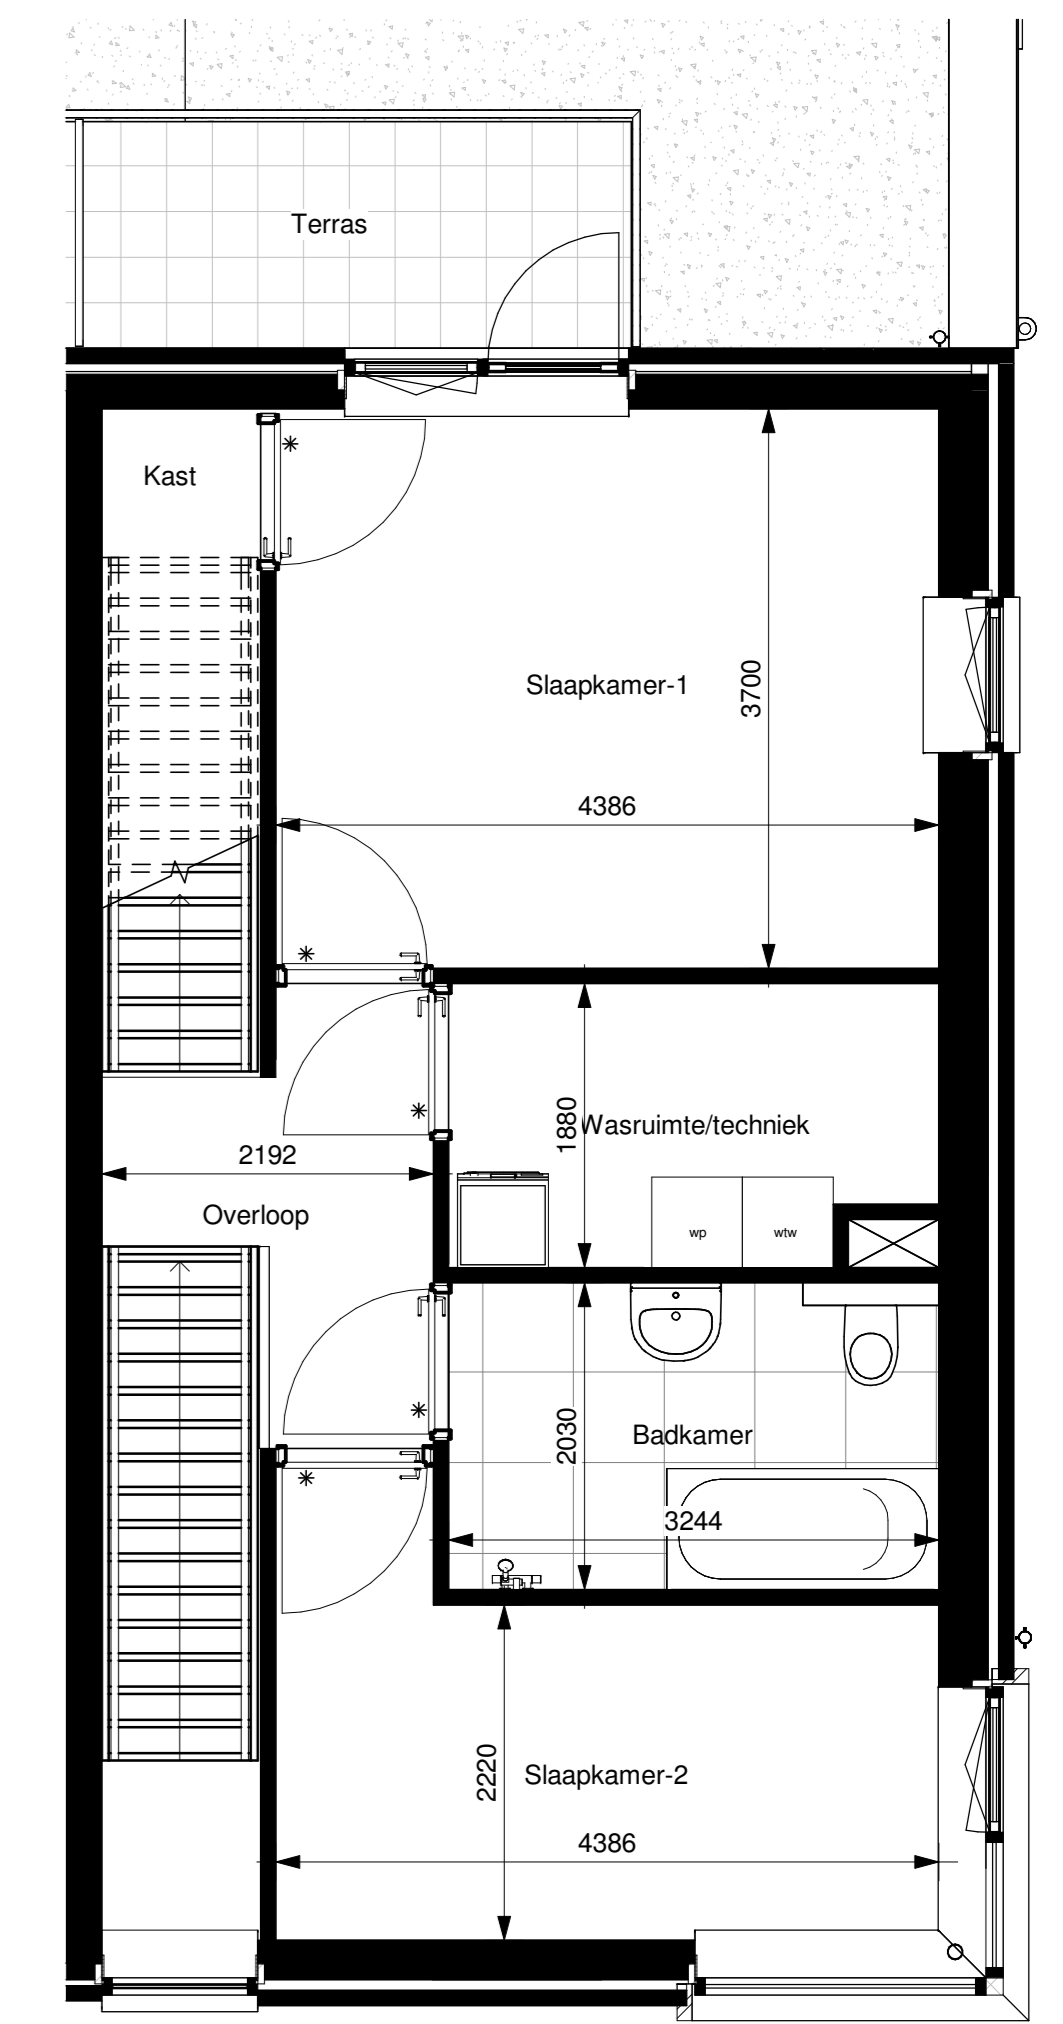 Terras
Kast
Slaapkamer-1
3700
4386
1880
Wasruimte/techniek
2192
Overloop
wp
wtw
2030
Badkamer
3244
2220
Slaapkamer-2
4386